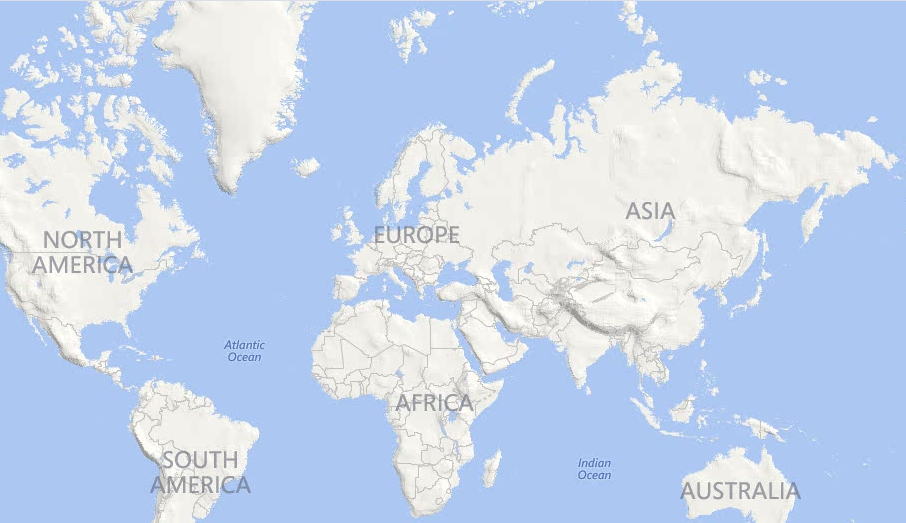 ASIA
EUROPE
NORTH
AMERICA
Atlantic
Ocean
AFRICA
SOUTH
AMERICA
Indian
Ocean
AUSTRALIA